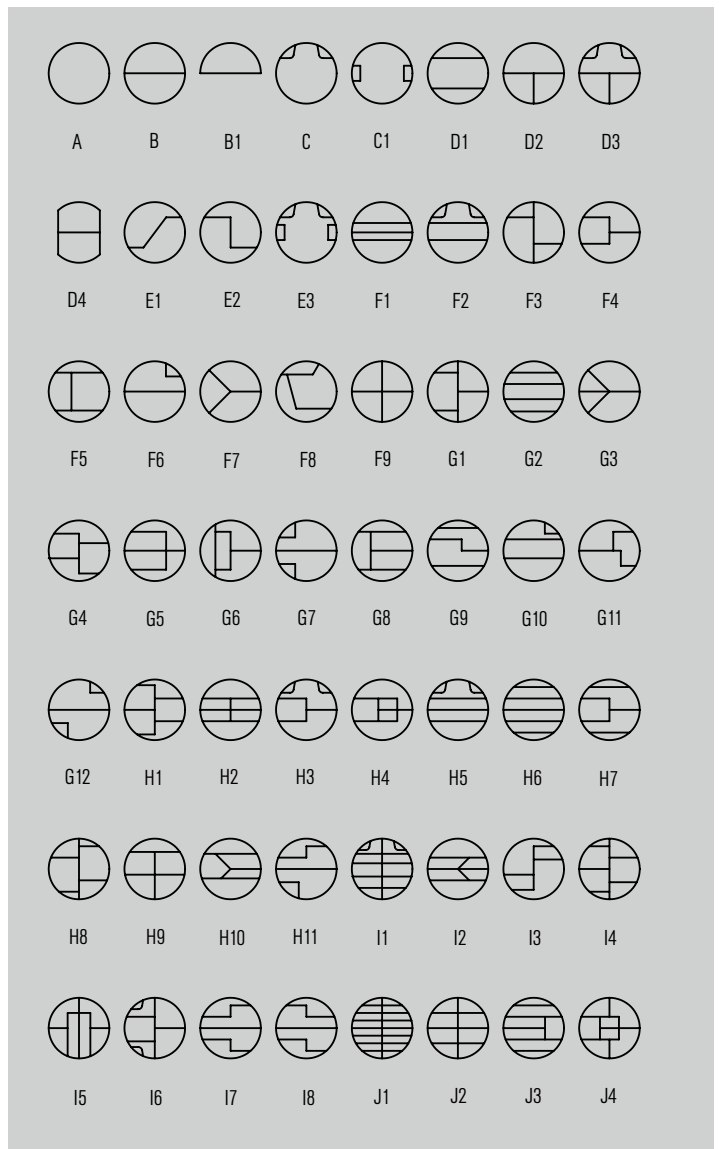 A B B1 C C1 D1 D2 D3
D4 E1 E2 E3 F1 F2 F3 F4
F5 F6 F7 F8 F9 G1 G2 G3
G4 G5 G6 G7 G8 G9 G10 G11
G12 H1 H2 H3 H4 H5 H6 H7
H8 H9 H10 H11 I1 I2 I3 I4
I5 I6 I7 I8 J1 J2 J3 J4